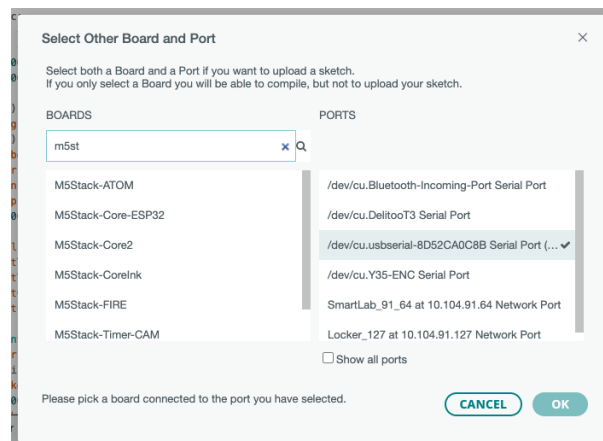 Select Other Board and Port
Select both a Board and a Port if you want to upload a sketch.
If you only select a Board you will be able to compile, but not to upload your sketch.
BOARDS
PORTS
m5st
M5Stack-ATOM
M5Stack-Core-ESP32
M5Stack-Core2
M5Stack-CoreInk
M5Stack-FIRE
M5Stack-Timer-CAM
/dev/cu.Bluetooth-Incoming-Port Serial Port
/dev/cu.DelitooT3 Serial Port
/dev/cu.usbserial-8D52CA0C8B Serial Port (...
/dev/cu.Y35-ENC Serial Port
SmartLab_91_64 at 10.104.91.64 Network Port
Locker_127 at 10.104.91.127 Network Port
Show all ports
Please pick a board connected to the port you have selected.
CANCEL
OK